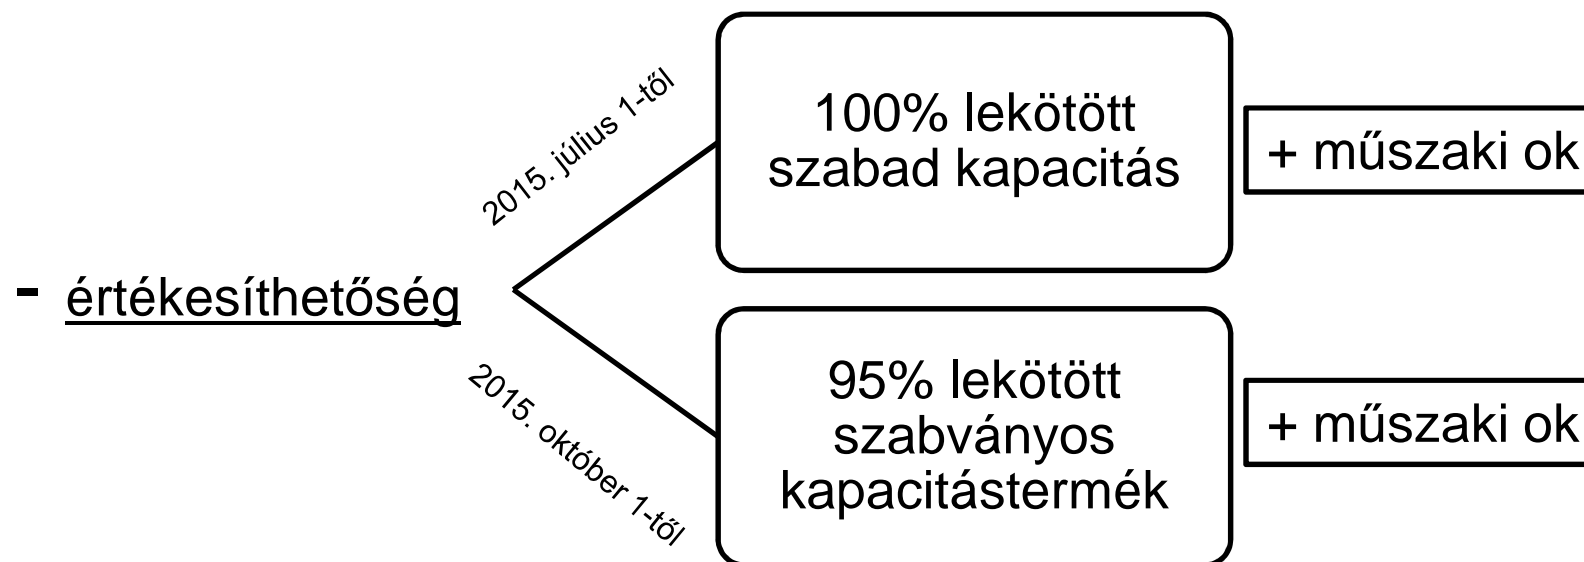 2015. július 1-től
100% lekötött
szabad kapacitás
+ műszaki ok
- értékesíthetőség
2015. október 1-től
95% lekötött
szabványos
kapacitástermék
+ műszaki ok